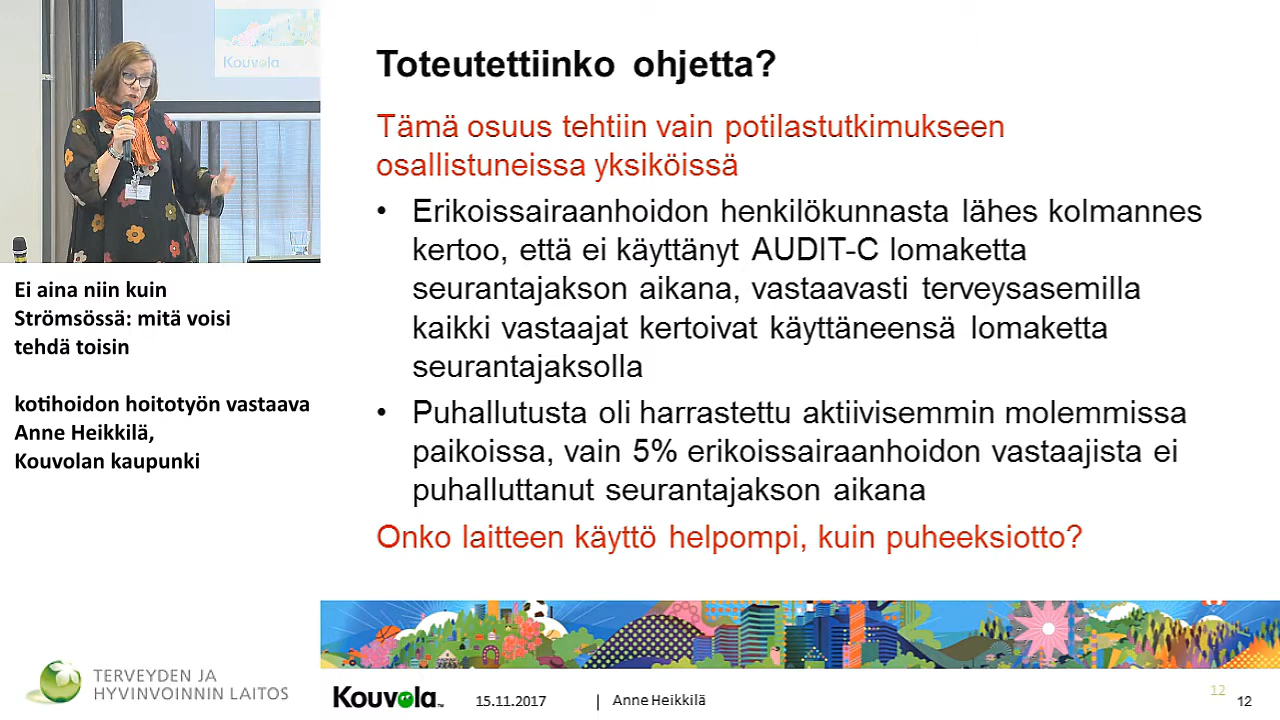 Kouvola
Toteutettiinko ohjetta?
Tämä osuus tehtiin vain potilastutkimukseen
osallistuneissa yksiköissä
• Erikoissairaanhoidon henkilökunnasta lähes kolmannes
kertoo, että ei käyttänyt AUDIT-C lomaketta
seurantajakson aikana, vastaavasti terveysasemilla
kaikki vastaajat kertoivat käyttäneensä lomaketta
seurantajaksolla
• Puhallutusta oli harrastettu aktiivisemmin molemmissa
paikoissa, vain 5% erikoissairaanhoidon vastaajista ei
puhalluttanut seurantajakson aikana
Onko laitteen käyttö helpompi, kuin puheeksiotto?
Ei aina niin kuin
Strömsössä: mitä voisi
tehdä toisin
kotihoidon hoitotyön vastaava
Anne Heikkilä,
Kouvolan kaupunki
TERVEYDEN JA
HYVINVOINNIN LAITOS
Kouvola™ 15.11.2017 | Anne Heikkilä
12
12